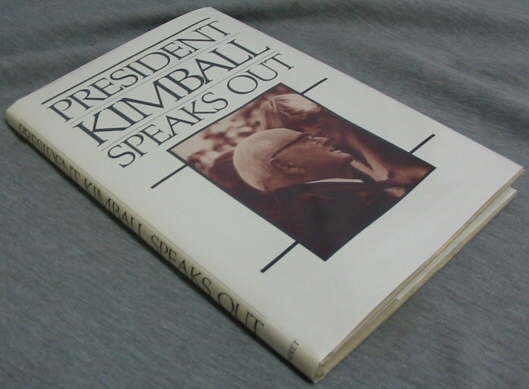 PRESIDENT
KIMBALL
SPEAKS OUT
PRESIDENT KIMBALL SPEAKS OUT